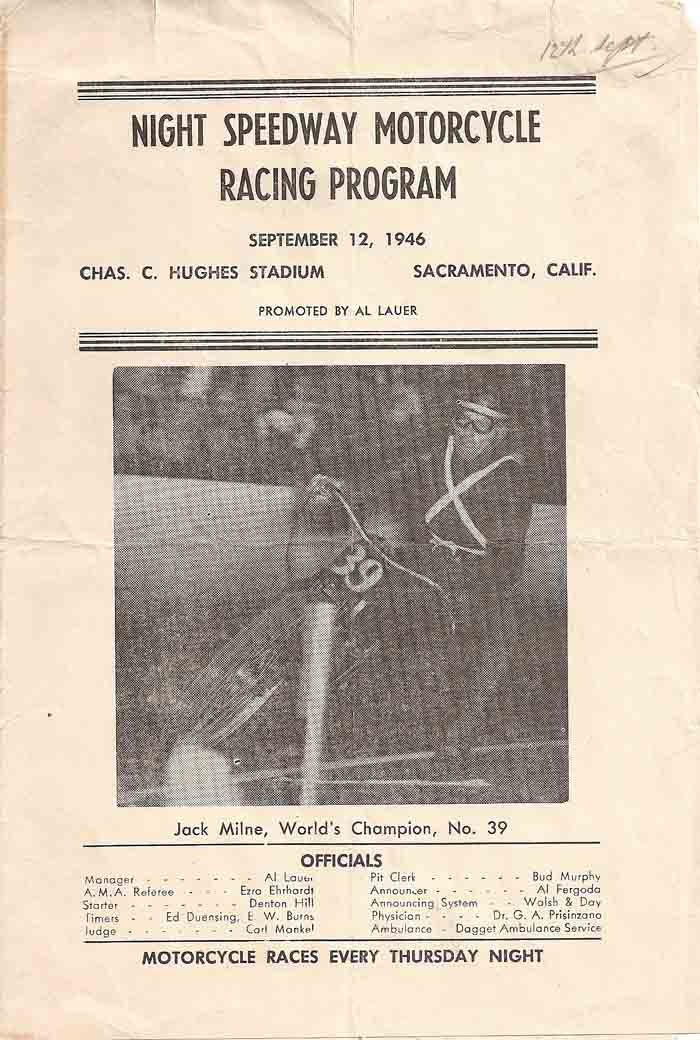 12th sept.
NIGHT SPEEDWAY MOTORCYCLE
RACING PROGRAM
SEPTEMBER 12, 1946
CHAS. C. HUGHES STADIUM SACRAMENTO, CALIF.
PROMOTED BY AL LAUER
39
Jack Milne, World's Champion, No. 39
OFFICIALS
Manager - - - - - - - Al Lauer
A.M.A. Referee - - - Ezra Ehrhardt
Starter - - - - - - Denton Hill
Timers - - Ed Duensing, E. W. Burns
Judge - - - - - - - Carl Mankel
Pit Clerk - - - - - - Bud Murphy
Announcer - - - - - - Al Fergoda
Announcing System - - Walsh & Day
Physician - - - - Dr. G. A. Prisinzano
Ambulance - Dagget Ambulance Service
MOTORCYCLE RACES EVERY THURSDAY NIGHT